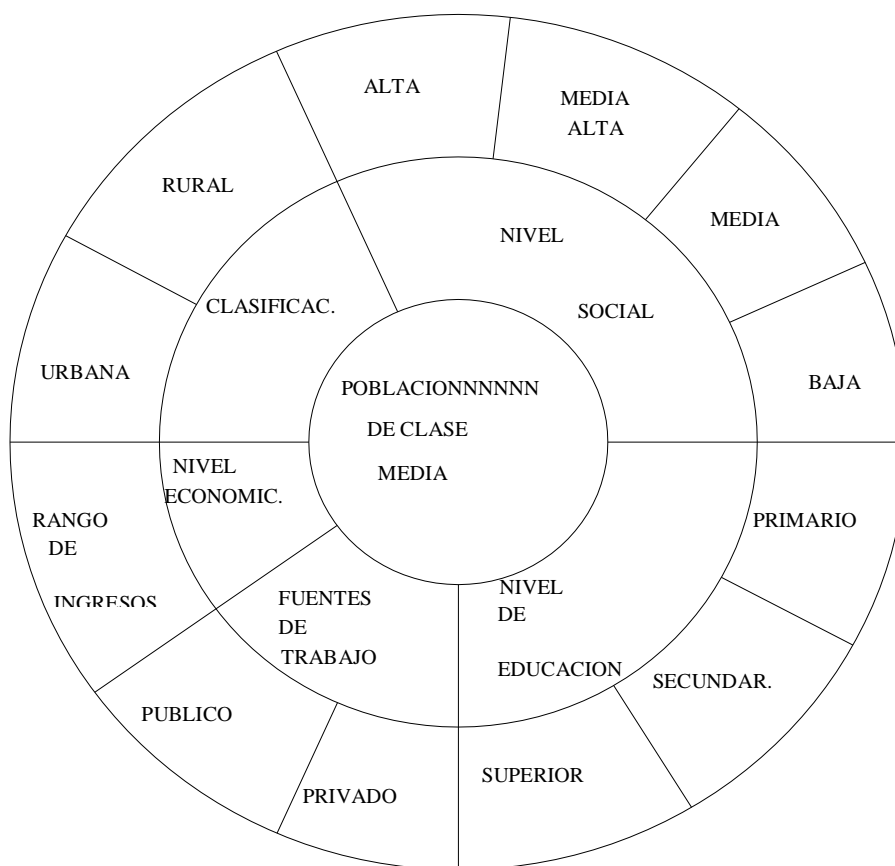 ALTA
MEDIA
ALTA
RURAL
MEDIA
NIVEL
CLASIFICAC.
SOCIAL
URBANA
BAJA
POBLACIONNNNNN
DE CLASE
MEDIA
NIVEL
ECONOMIC.
RANGO
DE
INGRESOS
PRIMARIO
FUENTES
DE
TRABAJO
NIVEL
DE
EDUCACION
SECUNDAR.
PUBLICO
PRIVADO
SUPERIOR